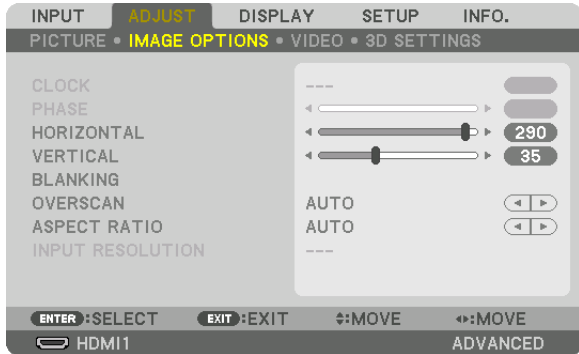 INPUT ADJUST DISPLAY SETUP INFO.
PICTURE • IMAGE OPTIONS • VIDEO • 3D SETTINGS
CLOCK ---
PHASE
HORIZONTAL 290
VERTICAL 35
BLANKING
OVERSCAN AUTO
ASPECT RATIO AUTO
INPUT RESOLUTION ---
ENTER :SELECT EXIT :EXIT :MOVE :MOVE
HDMI1 ADVANCED